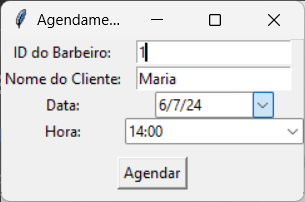 Agendame...
ID do Barbeiro: 1
Nome do Cliente: Maria
Data: 6/7/24
Hora: 14:00
Agendar